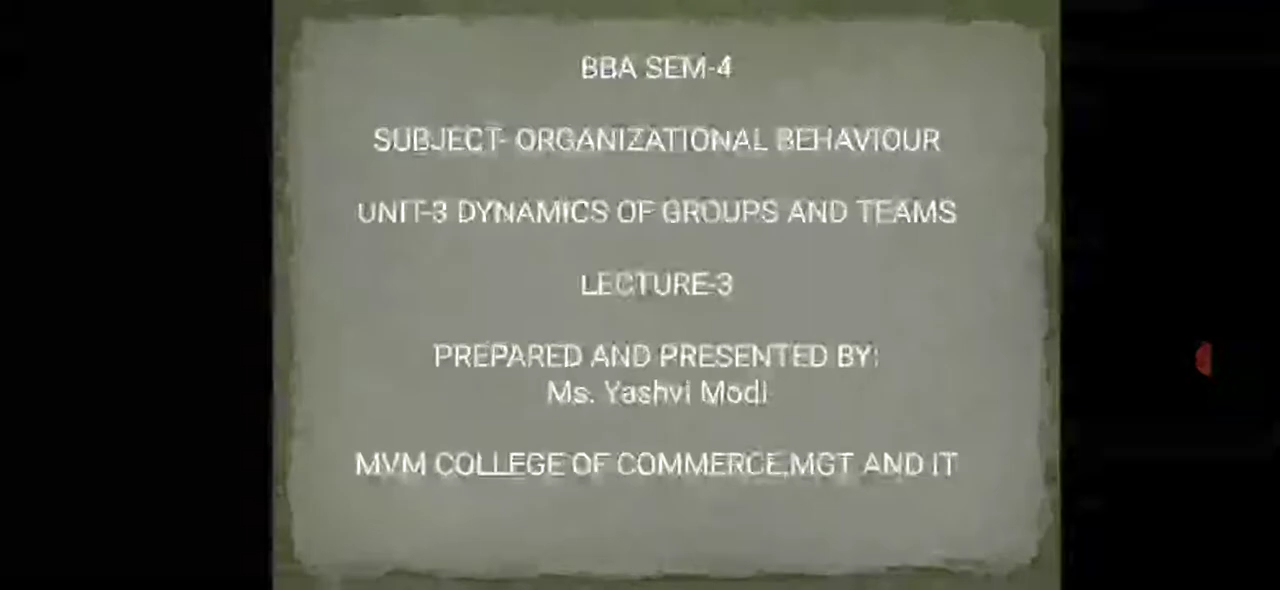 BBA SEM-4
SUBJECT- ORGANIZATIONAL BEHAVIOUR
UNIT-3 DYNAMICS OF GROUPS AND TEAMS
LECTURE-3
PREPARED AND PRESENTED BY:
Ms. Yashvi Modi
MVM COLLEGE OF COMMERCE,MGT AND IT